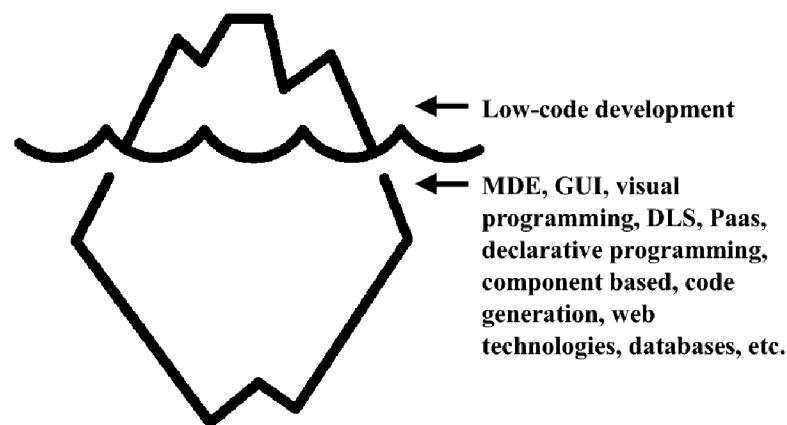 Low-code development
MDE, GUI, visual
programming, DLS, Paas,
declarative programming,
component based, code
generation, web
technologies, databases, etc.